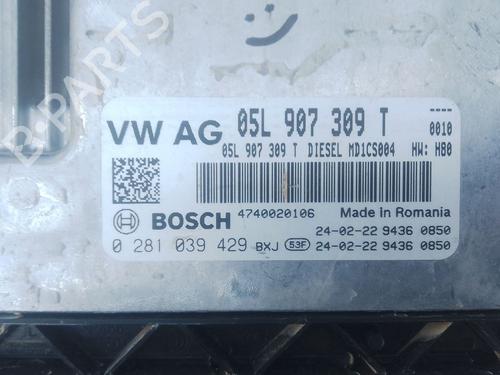 B-PARTS
VW AG 05L 907 309 T
0010
05L 907 309 T DIESEL MD1CS004 HW: H80
BOSCH 4740020106 Made in Romania
24-02-22 9436 0850
0 281 039 429 BXJ 53F 24-02-22 9436 0850